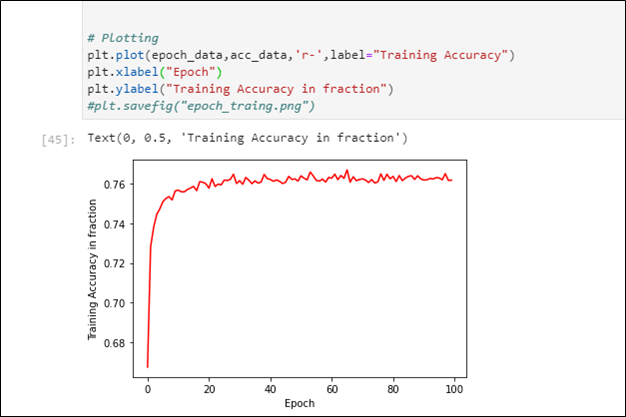 # Plotting
plt.plot(epoch_data,acc_data,'r-',label="Training Accuracy")
plt.xlabel("Epoch")
plt.ylabel("Training Accuracy in fraction")
#plt.savefig("epoch_traing.png")
[45]: Text(0, 0.5, 'Training Accuracy in fraction')
Training Accuracy in fraction
0.76
0.74
0.72
0.70
0.68
0 20 40 60 80 100
Epoch